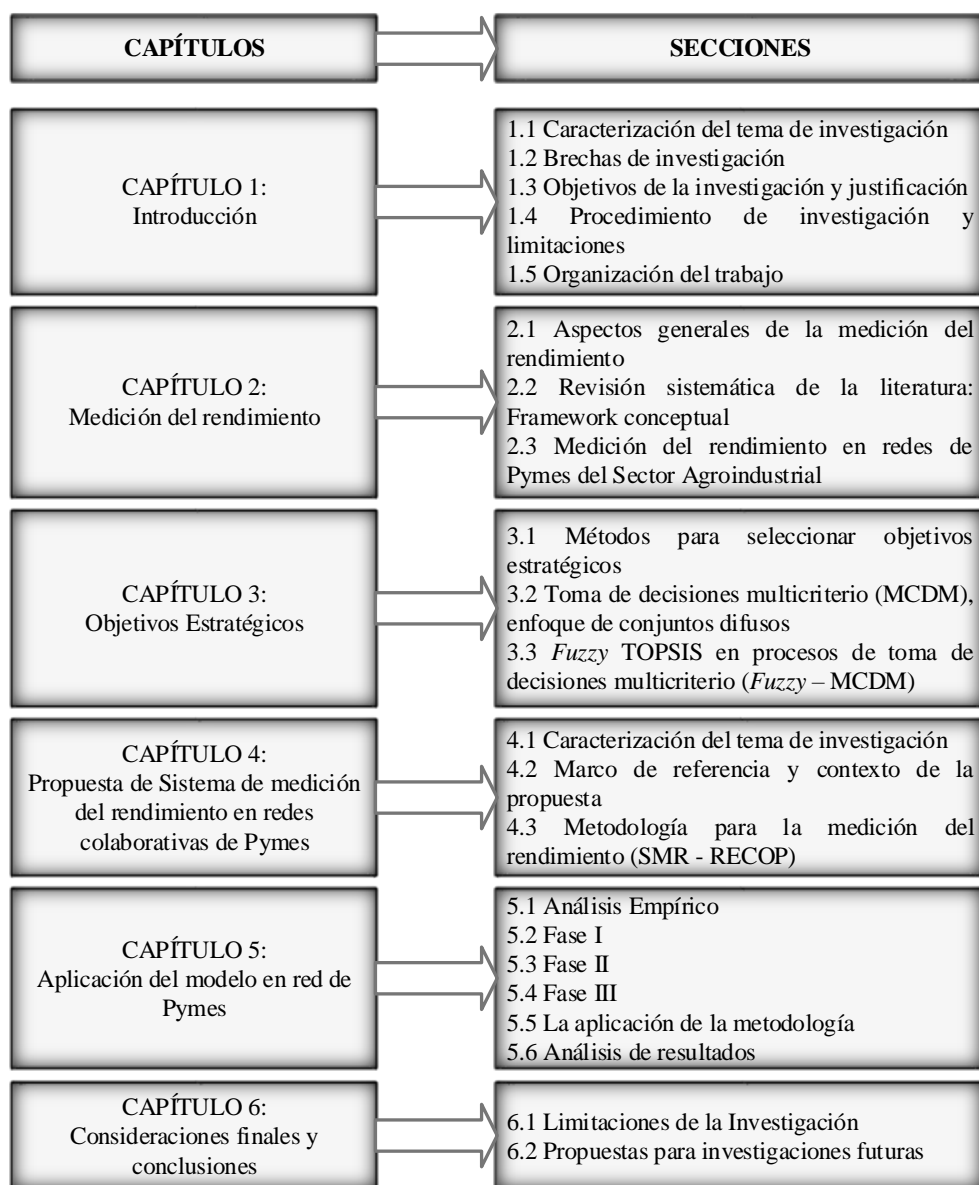 CAPÍTULOS
SECCIONES
CAPÍTULO 1:
Introducción
1.1 Caracterización del tema de investigación
1.2 Brechas de investigación
1.3 Objetivos de la investigación y justificación
1.4 Procedimiento de investigación y
limitaciones
1.5 Organización del trabajo
CAPÍTULO 2:
Medición del rendimiento
2.1 Aspectos generales de la medición del
rendimiento
2.2 Revisión sistemática de la literatura:
Framework conceptual
2.3 Medición del rendimiento en redes de
Pymes del Sector Agroindustrial
CAPÍTULO 3:
Objetivos Estratégicos
3.1 Métodos para seleccionar objetivos
estratégicos
3.2 Toma de decisiones multicriterio (MCDM),
enfoque de conjuntos difusos
3.3 Fuzzy TOPSIS en procesos de toma de
decisiones multicriterio (Fuzzy – MCDM)
CAPÍTULO 4:
Propuesta de Sistema de medición
del rendimiento en redes
colaborativas de Pymes
4.1 Caracterización del tema de investigación
4.2 Marco de referencia y contexto de la
propuesta
4.3 Metodología para la medición del
rendimiento (SMR - RECOP)
CAPÍTULO 5:
Aplicación del modelo en red de
Pymes
5.1 Análisis Empírico
5.2 Fase I
5.3 Fase II
5.4 Fase III
5.5 La aplicación de la metodología
5.6 Análisis de resultados
CAPÍTULO 6:
Consideraciones finales y
conclusiones
6.1 Limitaciones de la Investigación
6.2 Propuestas para investigaciones futuras